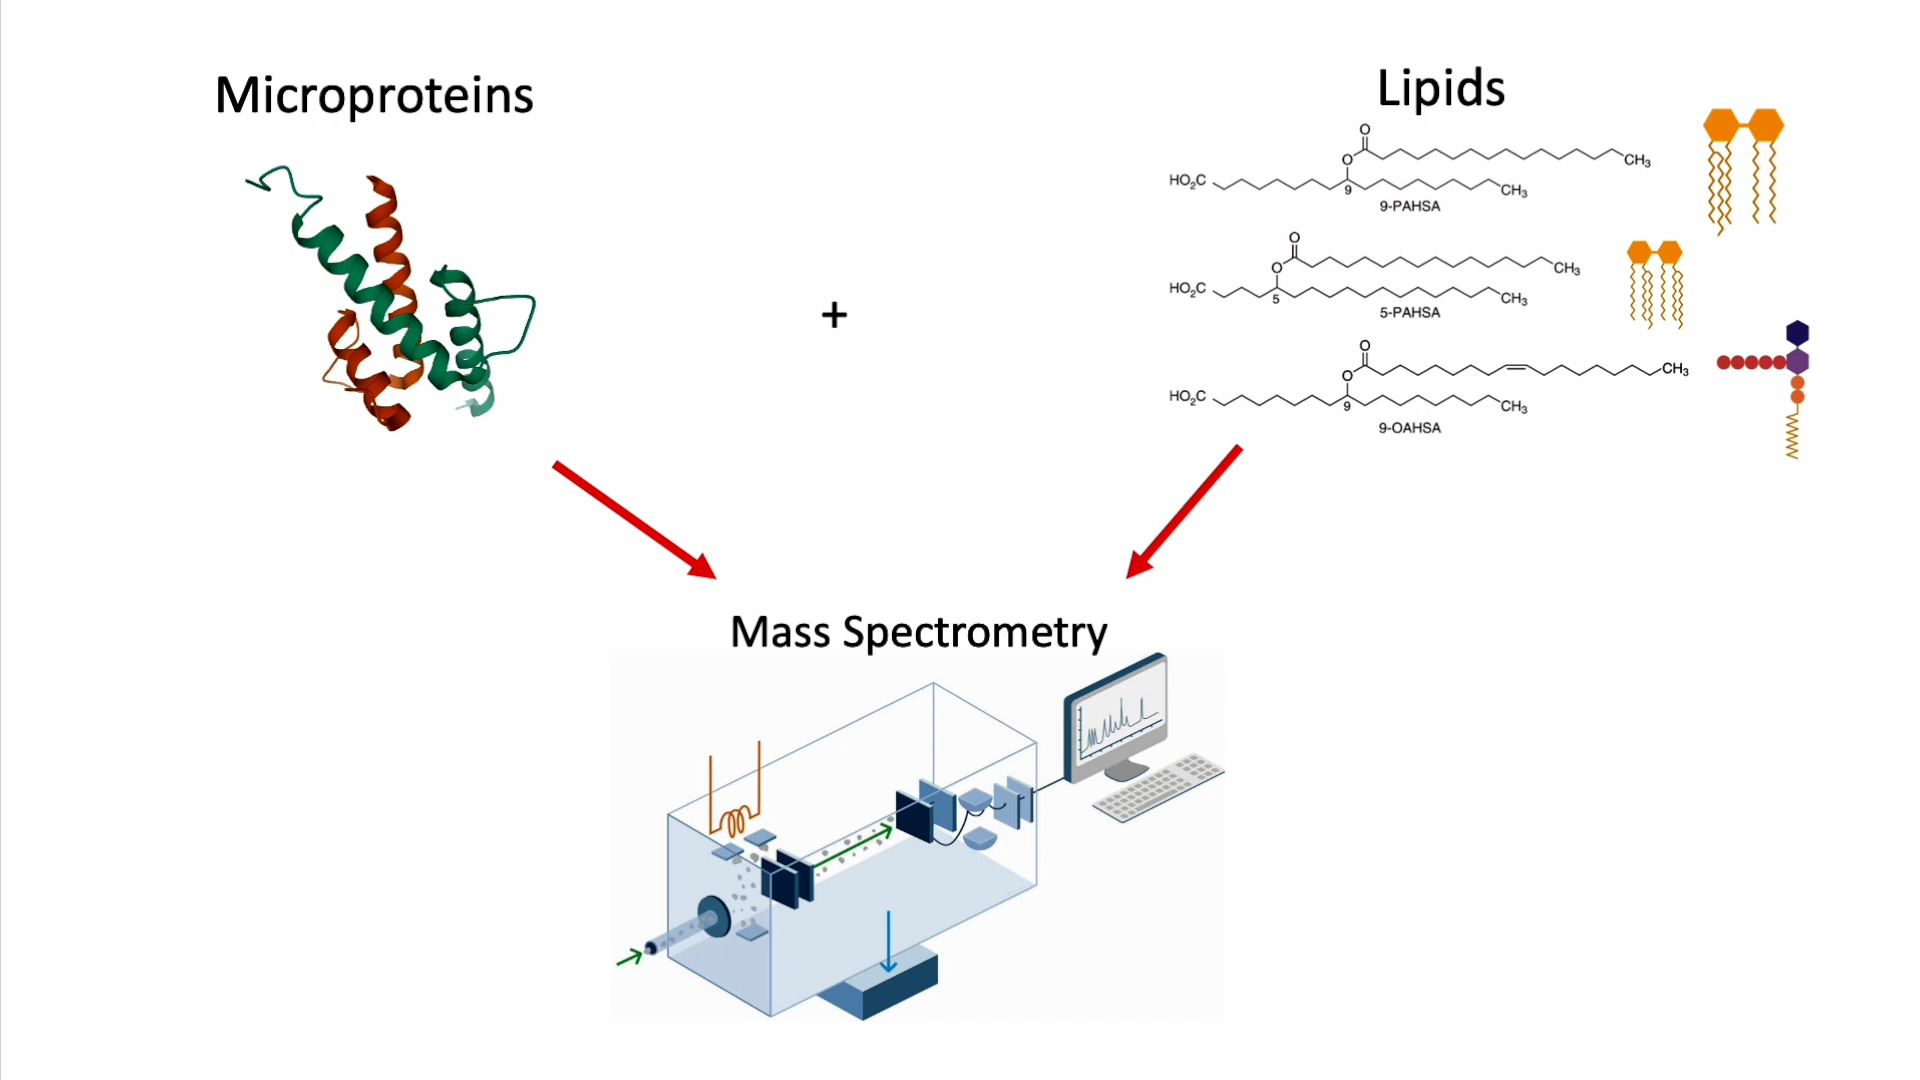 Microproteins
Lipids
O
O
CH3
HO2C
9
CH3
9-PAHSA
O
O
CH3
HO2C
5
CH3
5-PAHSA
+
O
O
CH3
HO2C
9
CH3
9-OAHSA
Mass Spectrometry